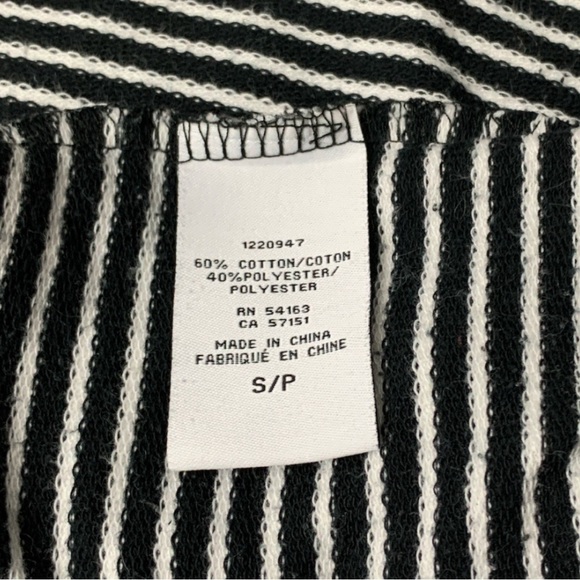 1220947
60% COTTON/COTON
40%POLYESTER/
POLYESTER
RN 54163
CA 57151
MADE IN CHINA
FABRIQUÉ EN CHINE
S/P